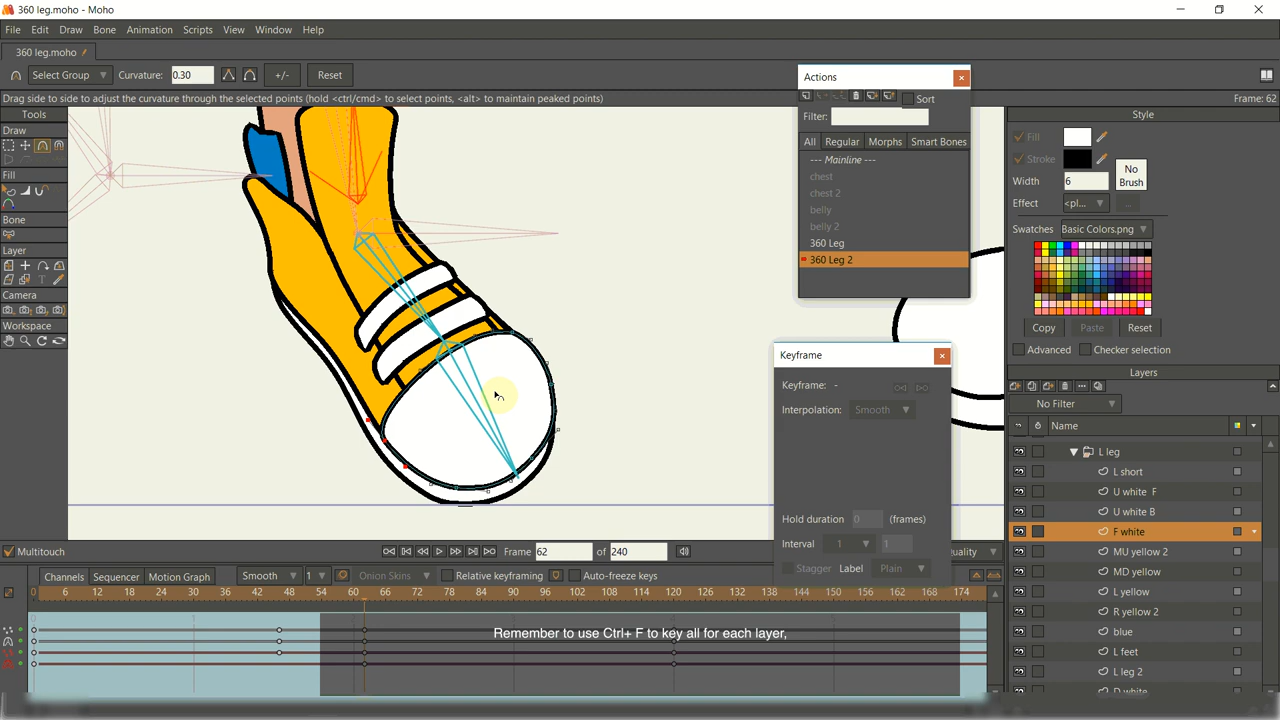 360 leg.moho - Moho
File Edit Draw Bone Animation Scripts View Window Help
360 leg.moho
Select Group Curvature: 0.30 +/- Reset
Drag side to side to adjust the curvature through the selected points (hold <ctrl/cmd> to select points, <alt> to maintain peaked points) Frame: 62
Tools
Draw
Fill
Bone
Layer
Camera
Workspace
Actions
Sort
Filter:
All Regular Morphs Smart Bones
--- Mainline ---
chest
chest 2
belly
belly 2
360 Leg
360 Leg 2
Keyframe
Keyframe: -
Interpolation: Smooth
Hold duration 0 (frames)
Interval 1 1
Stagger Label Plain
Style
Fill
Stroke
No Brush
Width 6
Effect <pl... ...
Swatches Basic Colors.png
Copy Paste Reset
Advanced Checker selection
Layers
No Filter
Name
L leg
L short
U white F
U white B
F white
MU yellow 2
MD yellow
L yellow
R yellow 2
blue
L feet
L leg 2
D white
Multitouch Frame 62 of 240 uality
Channels Sequencer Motion Graph Smooth 1 Onion Skins Relative keyframing Auto-freeze keys
0 6 12 18 24 30 36 42 48 54 60 66 72 78 84 90 96 102 108 114 120 126 132 138 144 150 156 162 168 174
Remember to use Ctrl+ F to key all for each layer,